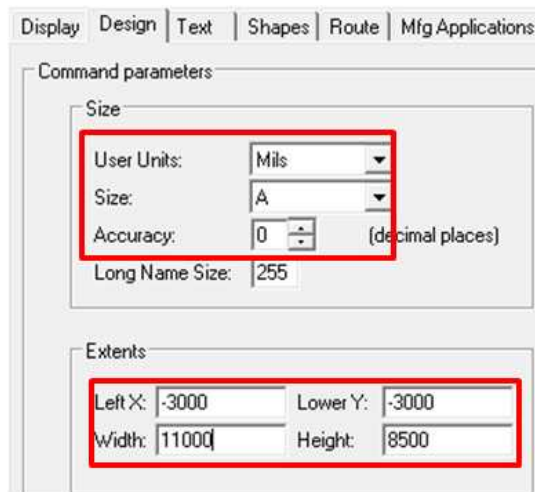 Display Design Text Shapes Route Mfg Applications
Command parameters
Size
User Units: Mils
Size: A
Accuracy: 0 (decimal places)
Long Name Size: 255
Extents
Left X: -3000 Lower Y: -3000
Width: 11000 Height: 8500